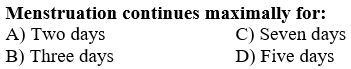 Menstruation continues maximally for:
A) Two days C) Seven days
B) Three days D) Five days